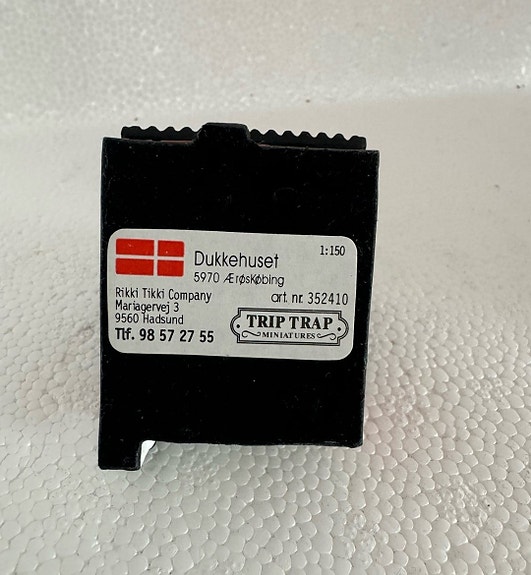 Dukkehuset
1:150
5970 Ærøskøbing
art. nr. 352410
Rikki Tikki Company
Mariagervej 3
9560 Hadsund
Tlf. 98 57 27 55
TRIP TRAP
MINIATURES